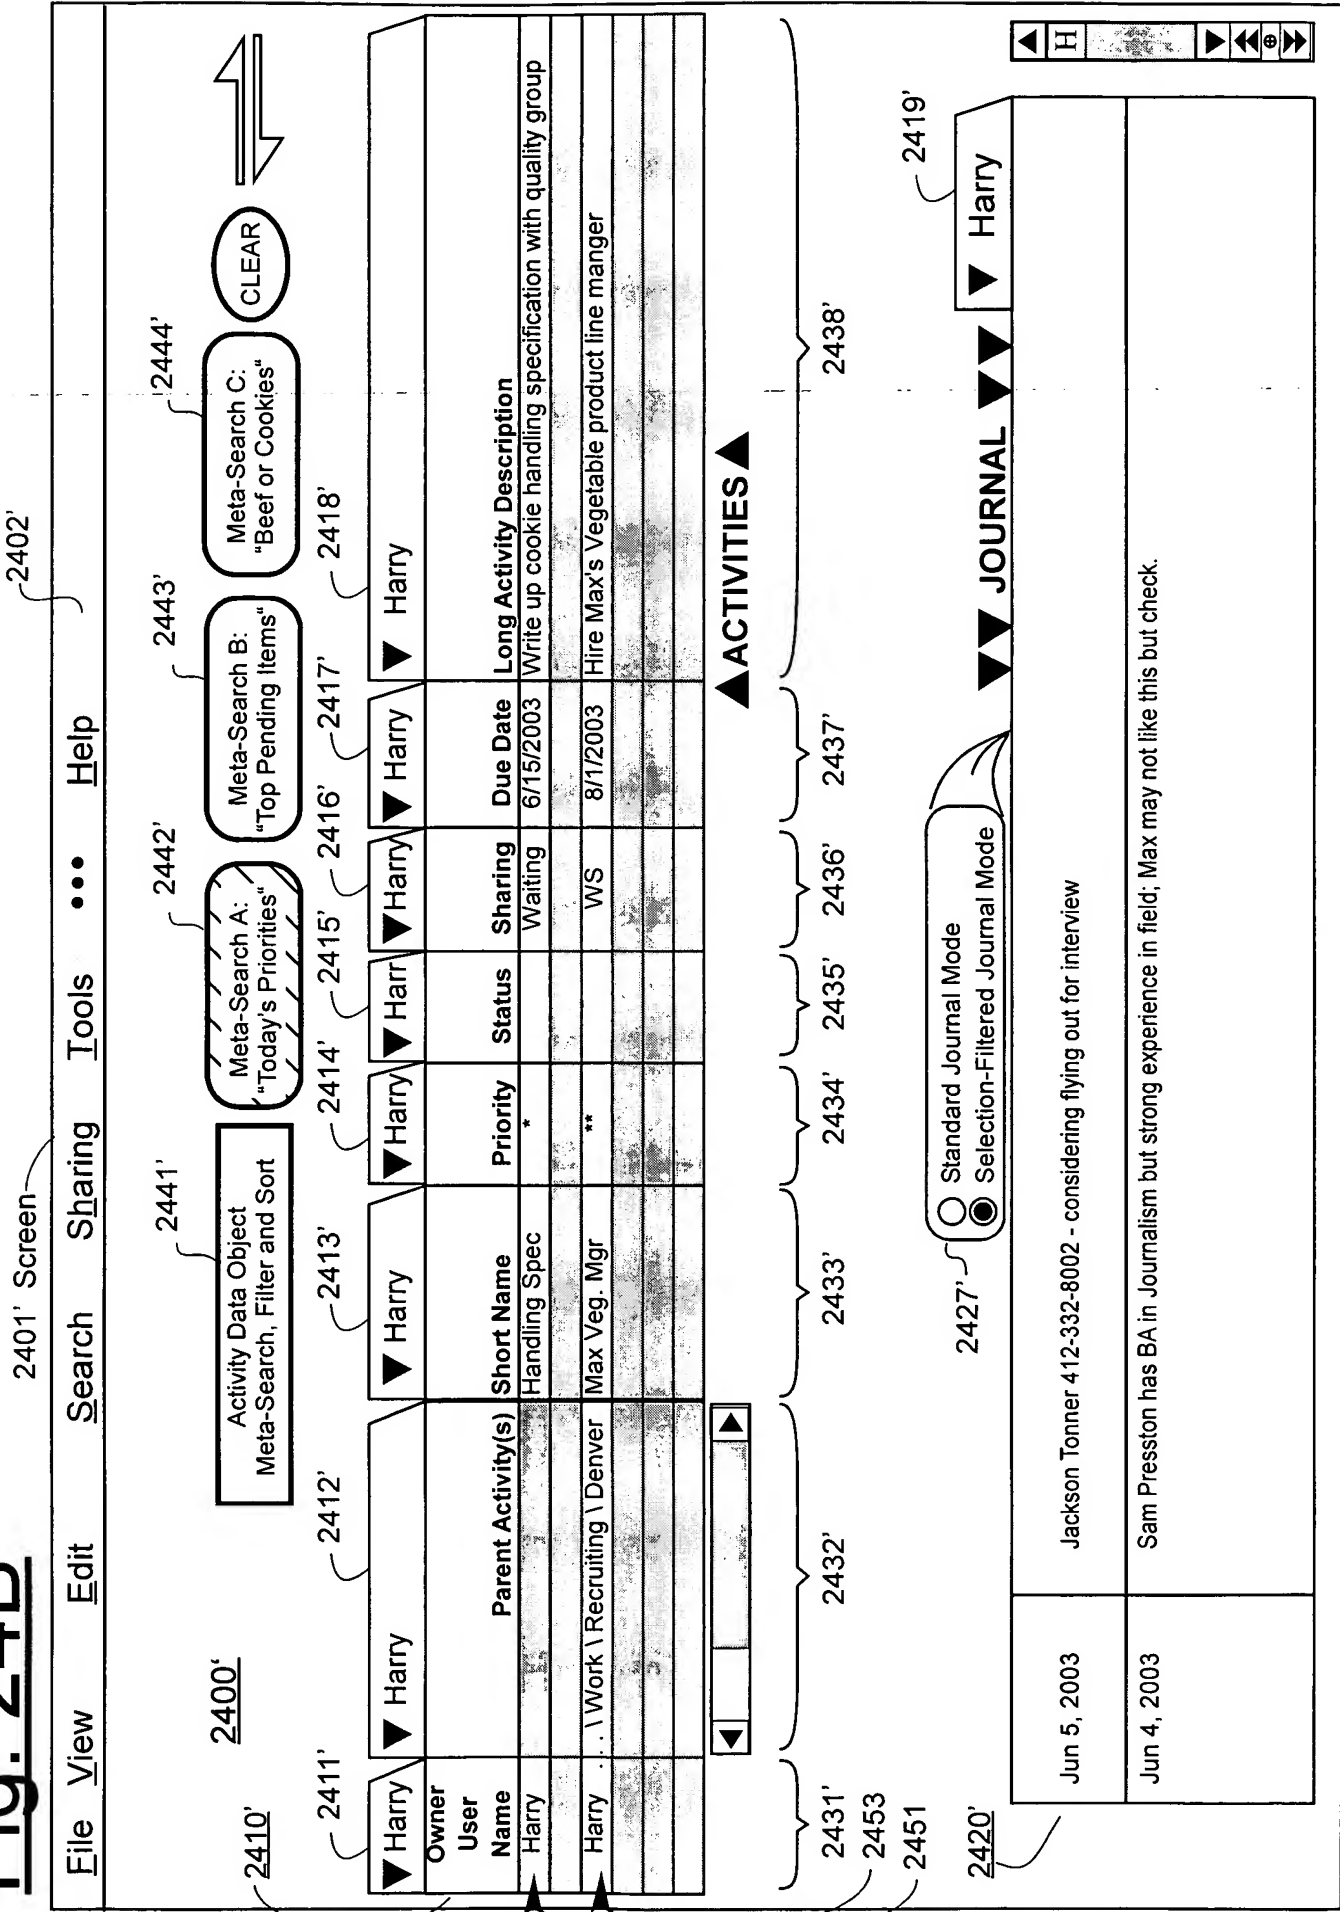 Fig. 24B
2401' Screen
2402'
File View Edit Search Sharing Tools ••• Help
2400'
2441'
2442'
2443'
2444'
Activity Data Object
Meta-Search, Filter and Sort
Meta-Search A:
"Today's Priorities"
Meta-Search B:
"Top Pending Items"
Meta-Search C:
"Beef or Cookies"
CLEAR
2410'
2411'
2412'
2413'
2414'
2415'
2416'
2417'
2418'
▼ Harry ▼ Harry ▼ Harry ▼ Harry ▼ Harr ▼ Harry ▼ Harry ▼ Harry
Owner
User
Name Parent Activity(s) Short Name Priority Status Sharing Due Date Long Activity Description
Harry Handling Spec * Waiting 6/15/2003 Write up cookie handling specification with quality group
Harry . . . \ Work \ Recruiting \ Denver Max Veg. Mgr ** WS 8/1/2003 Hire Max's Vegetable product line manger
▲ACTIVITIES▲
2431'
2432'
2433'
2434'
2435'
2436'
2437'
2438'
2453
2451
2427'
Standard Journal Mode
Selection-Filtered Journal Mode
2419'
2420'
▼▼ JOURNAL ▼▼
▼ Harry
H
Jun 5, 2003 Jackson Tonner 412-332-8002 - considering flying out for interview
Jun 4, 2003 Sam Presston has BA in Journalism but strong experience in field; Max may not like this but check.